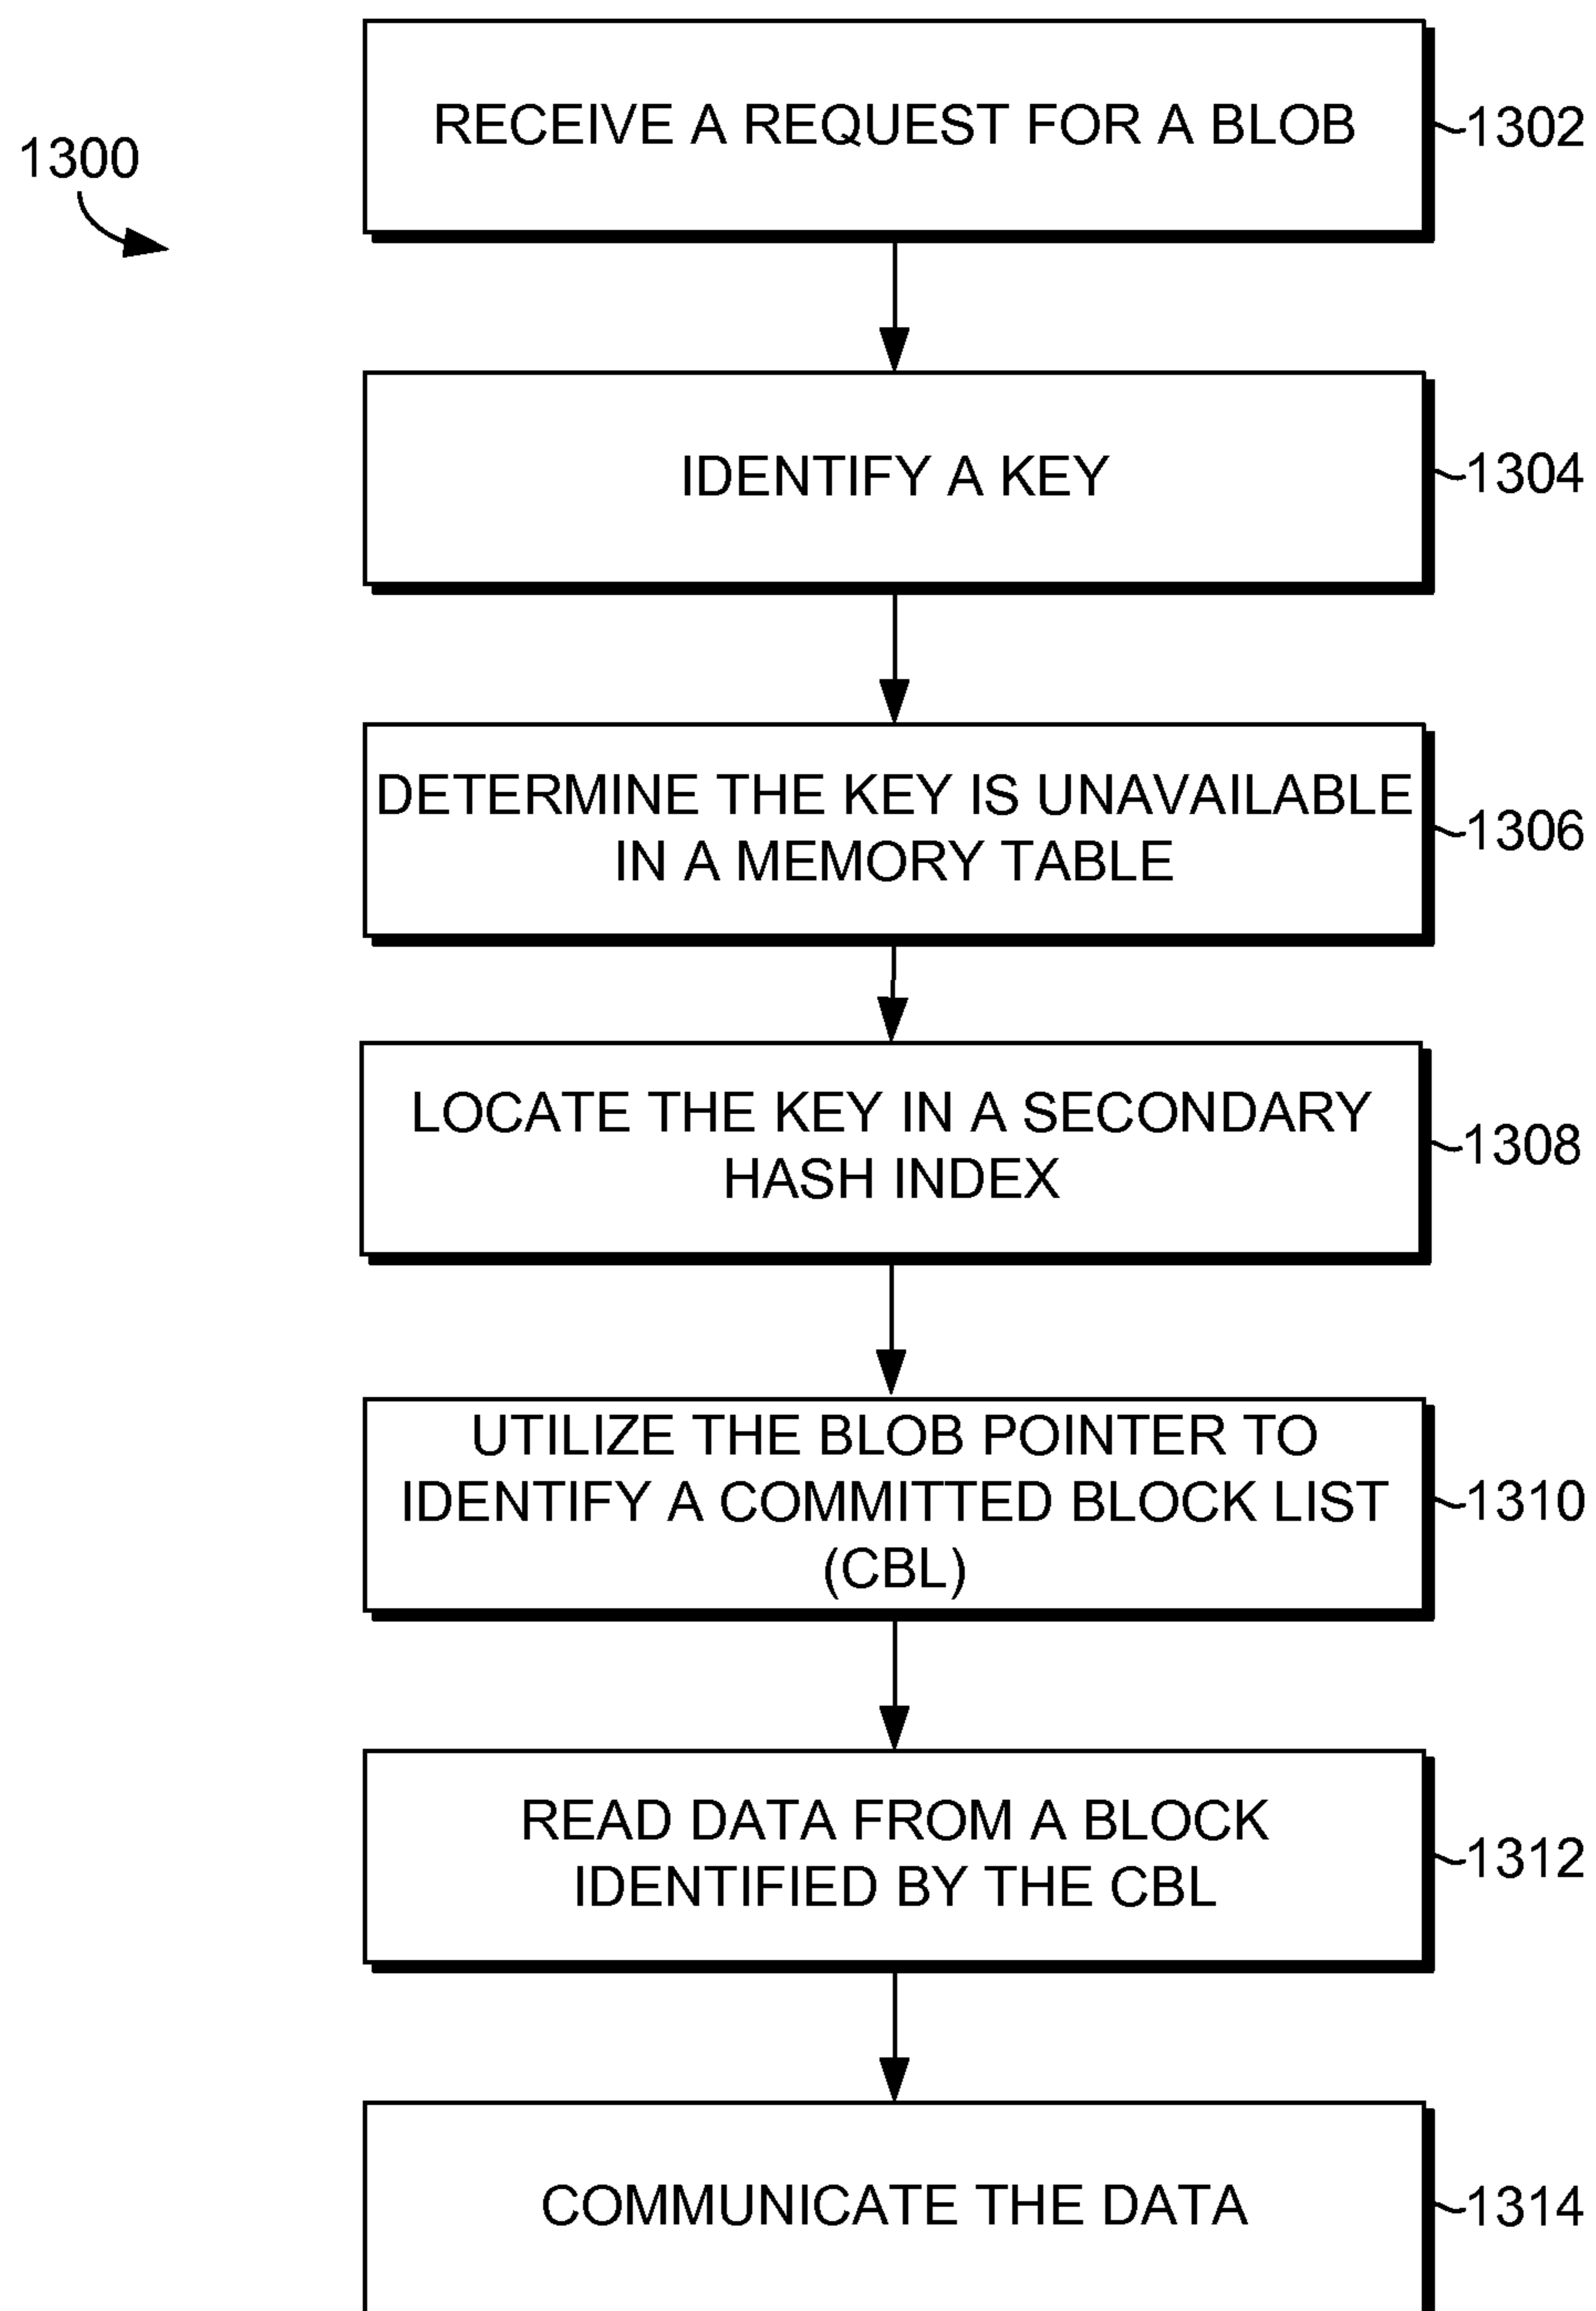 1300
RECEIVE A REQUEST FOR A BLOB
1302
IDENTIFY A KEY
1304
DETERMINE THE KEY IS UNAVAILABLE
IN A MEMORY TABLE
1306
LOCATE THE KEY IN A SECONDARY
HASH INDEX
1308
UTILIZE THE BLOB POINTER TO
IDENTIFY A COMMITTED BLOCK LIST
(CBL)
1310
READ DATA FROM A BLOCK
IDENTIFIED BY THE CBL
1312
COMMUNICATE THE DATA
1314